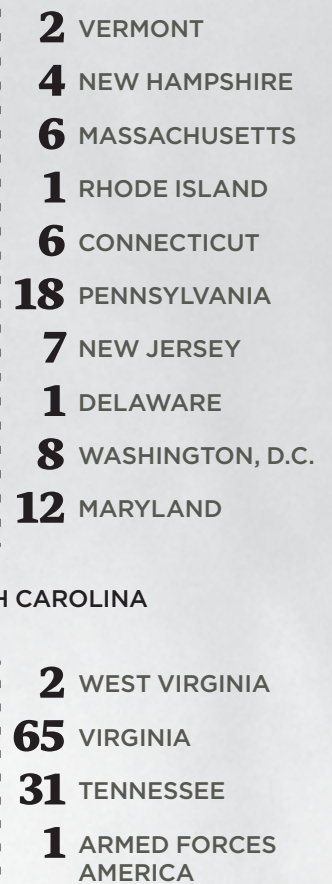 2 VERMONT
4 NEW HAMPSHIRE
6 MASSACHUSETTS
1 RHODE ISLAND
6 CONNECTICUT
18 PENNSYLVANIA
7 NEW JERSEY
1 DELAWARE
8 WASHINGTON, D.C.
12 MARYLAND
H CAROLINA
2 WEST VIRGINIA
65 VIRGINIA
31 TENNESSEE
1 ARMED FORCES
AMERICA